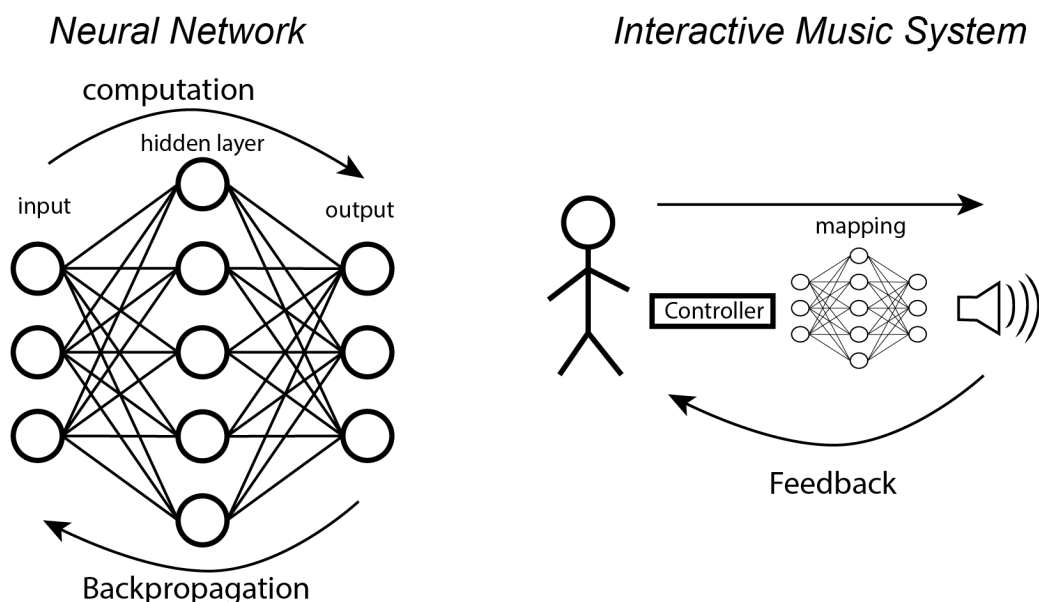 Neural Network
computation
hidden layer
input
output
Backpropagation
Interactive Music System
mapping
Controller
Feedback